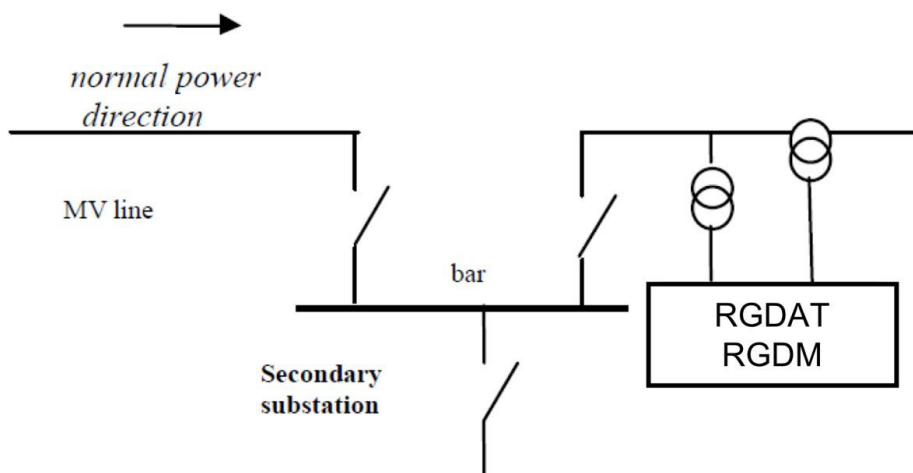 normal power
direction
MV line
bar
RGDAT
RGDM
Secondary
substation